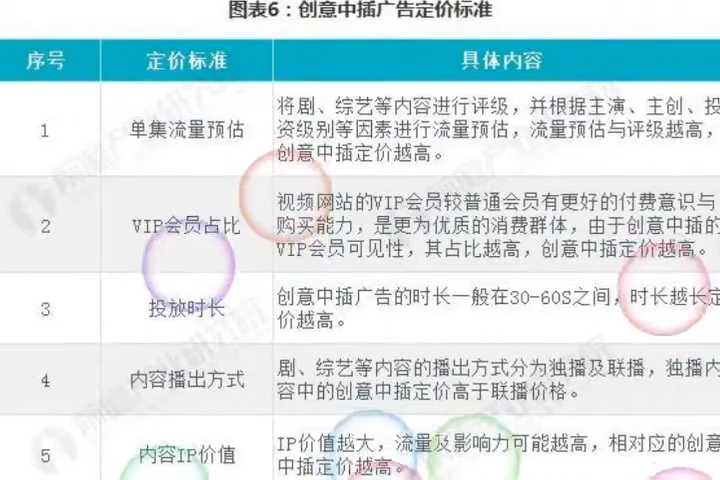 图表6：创意中插广告定价标准
序号 定价标准 具体内容
1 单集流量预估 将剧、综艺等内容进行评级，并根据主演、主创、投
资级别等因素进行流量预估，流量预估与评级越高，
创意中插定价越高。
2 VIP会员占比 视频网站的VIP会员较普通会员有更好的付费意识与
购买能力，是更为优质的消费群体，由于创意中插的
VIP会员可见性，其占比越高，创意中插定价越高。
3 投放时长 创意中插广告的时长一般在30-60S之间，时长越长定
价越高。
4 内容播出方式 剧、综艺等内容的播出方式分为独播及联播，独播内
容中的创意中插定价高于联播价格。
5 内容IP价值 IP价值越大，流量及影响力可能越高，相对应的创意
中插定价越高。